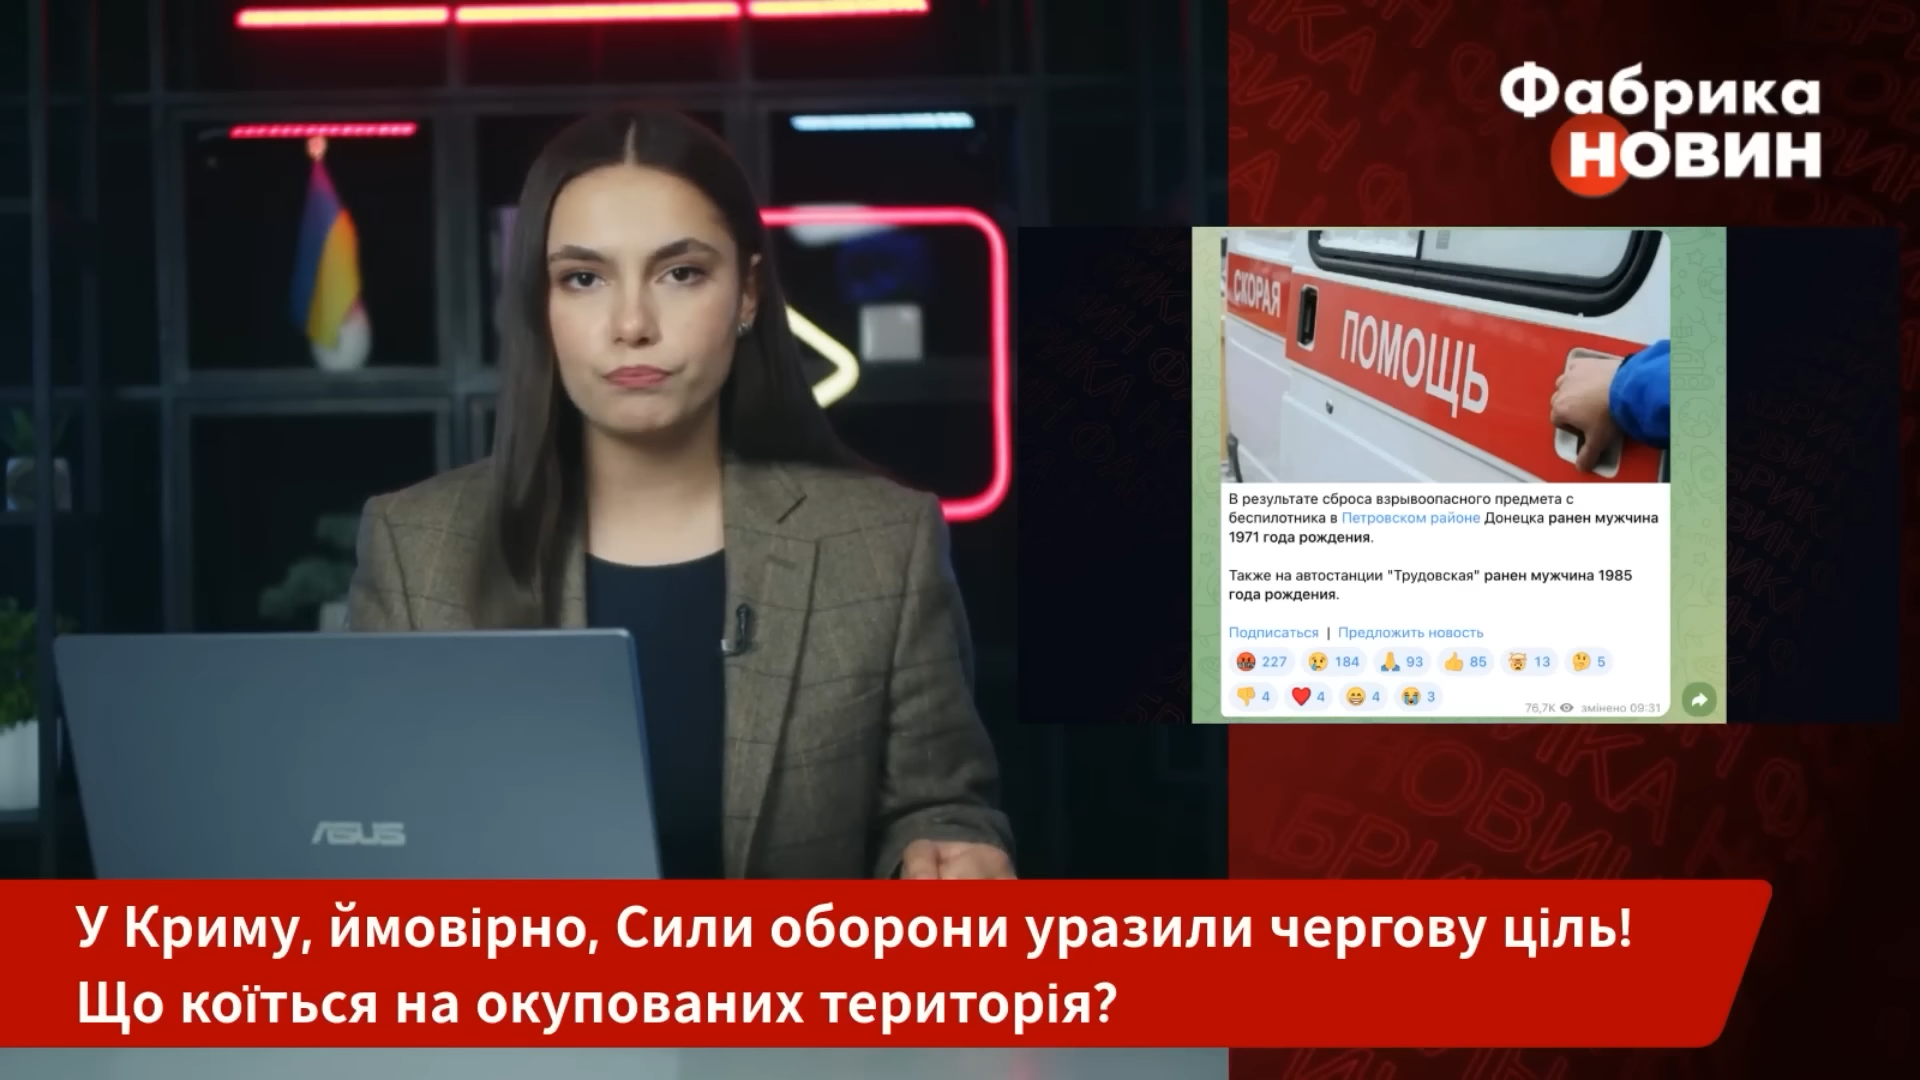 Фабрика
новин
СКОРАЯ
ПОМОЩЬ
В результате сброса взрывоопасного предмета с
беспилотника в Петровском районе Донецка ранен мужчина
1971 года рождения.
Также на автостанции "Трудовская" ранен мужчина 1985
года рождения.
Подписаться | Предложить новость
227 184 93 85 13 5
4 4 4 3
76,7K змінено 09:31
ASUS
У Криму, ймовірно, Сили оборони уразили чергову ціль!
Що коїться на окупованих територія?